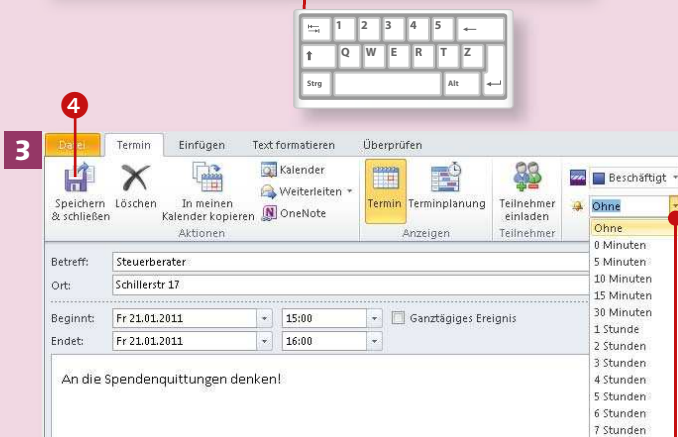 1 2 3 4 5
Q W E R T Z
Strg Alt
4
3
Datei Termin Einfügen Text formatieren Überprüfen
Speichern & schließen
Löschen
In meinen Kalender kopieren
Kalender
Weiterleiten
OneNote
Aktionen
Termin
Terminplanung
Anzeigen
Teilnehmer einladen
Teilnehmer
Beschäftigt
Ohne
Ohne
0 Minuten
5 Minuten
10 Minuten
15 Minuten
30 Minuten
1 Stunde
2 Stunden
3 Stunden
4 Stunden
5 Stunden
6 Stunden
7 Stunden
Betreff: Steuerberater
Ort: Schillerstr 17
Beginnt: Fr 21.01.2011 15:00 Ganztägiges Ereignis
Endet: Fr 21.01.2011 16:00
An die Spendenquittungen denken!